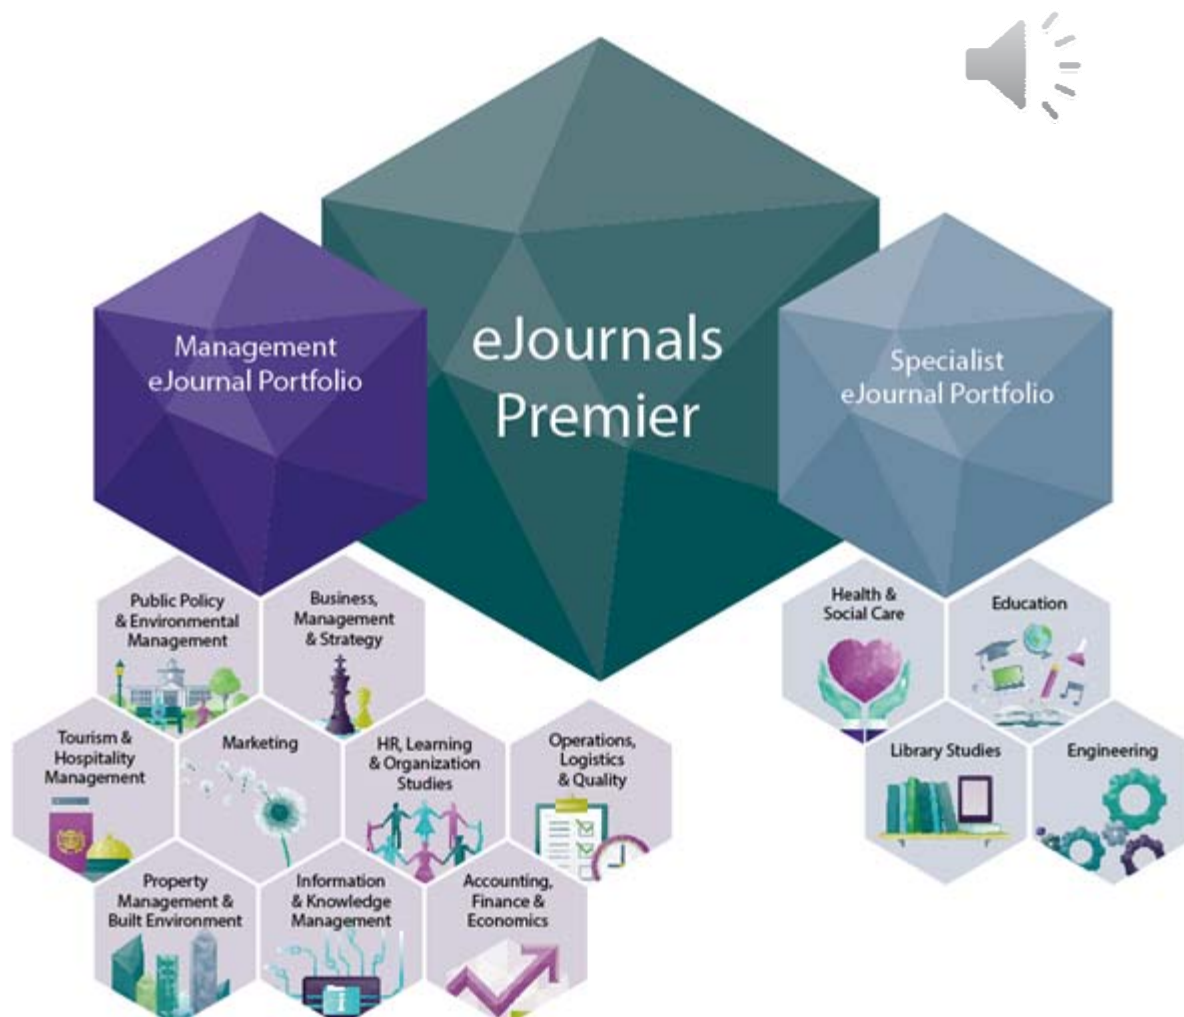 eJournals
Premier
Management
eJournal Portfolio
Specialist
eJournal Portfolio
Public Policy
& Environmental
Management
Business,
Management
& Strategy
Health &
Social Care
Education
Tourism &
Hospitality
Management
Marketing
HR, Learning
& Organization
Studies
Operations,
Logistics
& Quality
Library Studies
Engineering
Property
Management &
Built Environment
Information
& Knowledge
Management
Accounting,
Finance &
Economics
i